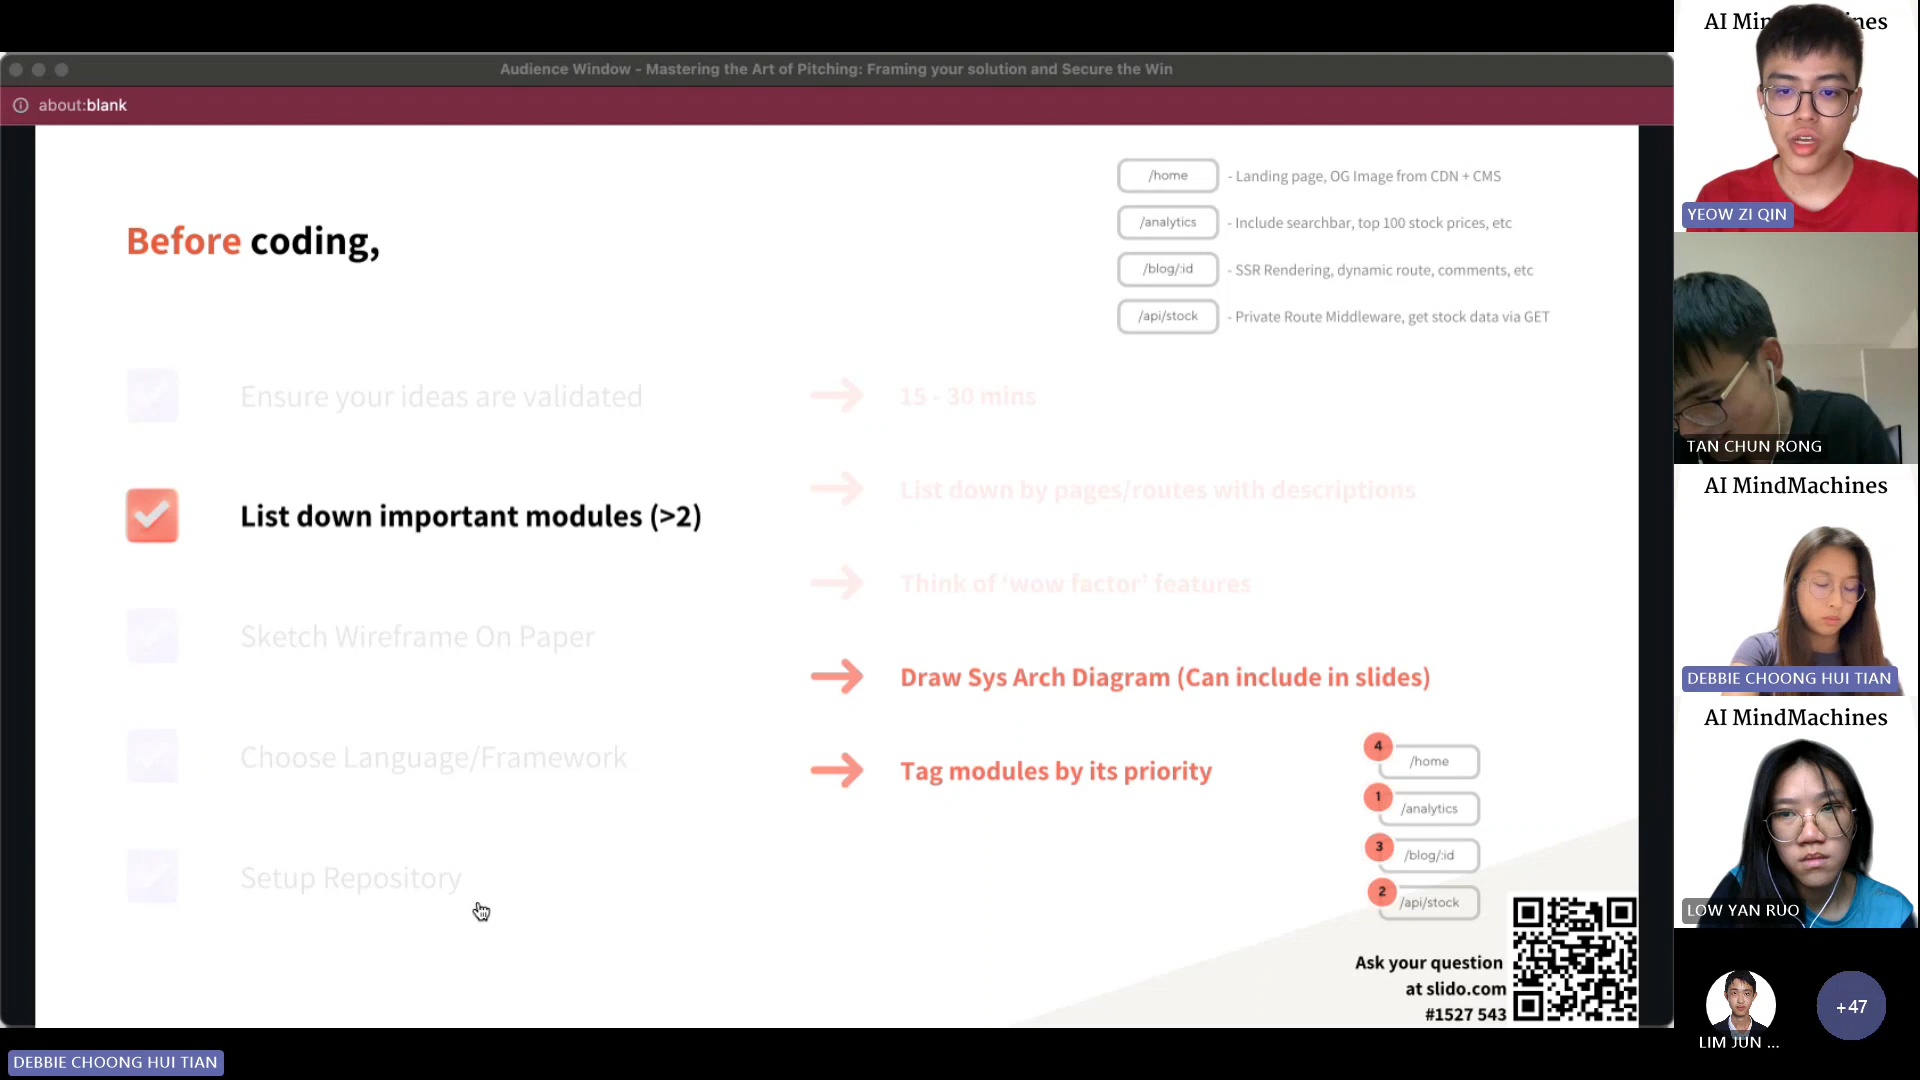 Audience Window - Mastering the Art of Pitching: Framing your solution and Secure the Win
about:blank
Before coding,
/home - Landing page, OG Image from CDN + CMS
/analytics - Include searchbar, top 100 stock prices, etc
/blog/:id - SSR Rendering, dynamic route, comments, etc
/api/stock - Private Route Middleware, get stock data via GET
Ensure your ideas are validated
List down important modules (>2)
Sketch Wireframe On Paper
Choose Language/Framework
Setup Repository
15 - 30 mins
List down by pages/routes with descriptions
Think of ‘wow factor’ features
Draw Sys Arch Diagram (Can include in slides)
Tag modules by its priority
4 /home
1 /analytics
3 /blog/:id
2 /api/stock
Ask your question
at slido.com
#1527 543
DEBBIE CHOONG HUI TIAN
YEOW ZI QIN
TAN CHUN RONG
AI MindMachines
DEBBIE CHOONG HUI TIAN
AI MindMachines
LOW YAN RUO
LIM JUN ...
+47